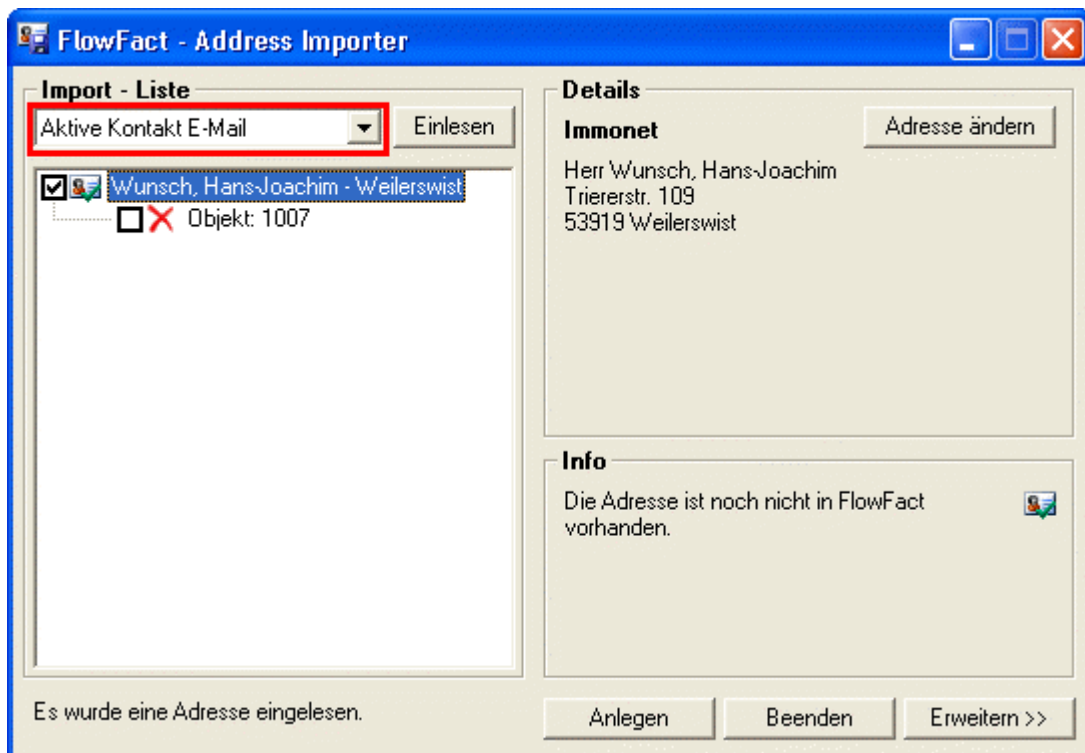 FlowFact - Address Importer
Import - Liste
Aktive Kontakt E-Mail
Einlesen
Wunsch, Hans-Joachim - Weilerswist
Objekt: 1007
Details
Immonet
Adresse ändern
Herr Wunsch, Hans-Joachim
Triererstr. 109
53919 Weilerswist
Info
Die Adresse ist noch nicht in FlowFact
vorhanden.
Es wurde eine Adresse eingelesen.
Anlegen
Beenden
Erweitern >>